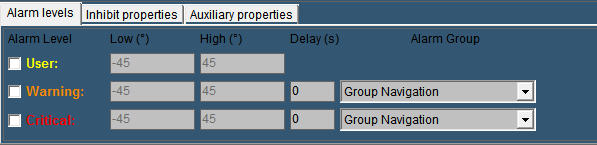 Alarm levels Inhibit properties Auxiliary properties
Alarm Level Low (°) High (°) Delay (s) Alarm Group
User: -45 45
Warning: -45 45 0 Group Navigation
Critical: -45 45 0 Group Navigation